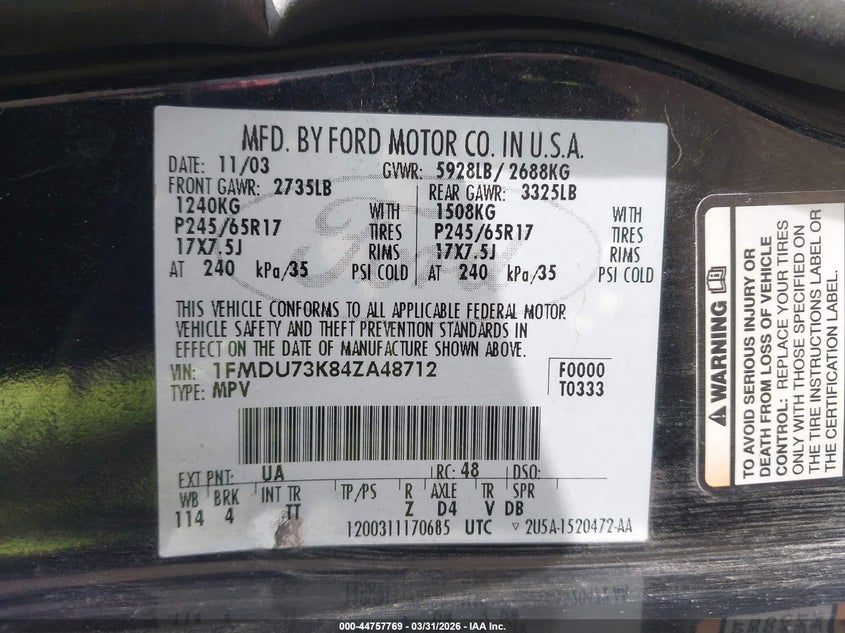 MFD. BY FORD MOTOR CO. IN U.S.A.
DATE: 11/03 GVWR: 5928LB/ 2688KG
FRONT GAWR: 2735LB REAR GAWR: 3325LB
1240KG WITH 1508KG WITH
P245/65R17 TIRES P245/65R17 TIRES
17X7.5J RIMS 17X7.5J RIMS
AT 240 kPa/35 PSI COLD AT 240 kPa/35 PSI COLD
Ford
THIS VEHICLE CONFORMS TO ALL APPLICABLE FEDERAL MOTOR
VEHICLE SAFETY AND THEFT PREVENTION STANDARDS IN
EFFECT ON THE DATE OF MANUFACTURE SHOWN ABOVE.
VIN: 1FMDU73K84ZA48712 F0000
TYPE: MPV T0333
EXT PNT: UA RC: 48 DSO:
WB BRK INT TR TP/PS R AXLE TR SPR
114 4 TT Z D4 V DB
1200311170685 UTC 2U5A-1520472-AA
WARNING
TO AVOID SERIOUS INJURY OR
DEATH FROM LOSS OF VEHICLE
CONTROL: REPLACE YOUR TIRES
ONLY WITH THOSE SPECIFIED ON
THE TIRE INSTRUCTIONS LABEL OR
THE CERTIFICATION LABEL.
000-44757769 - 03/31/2026 - IAA Inc.